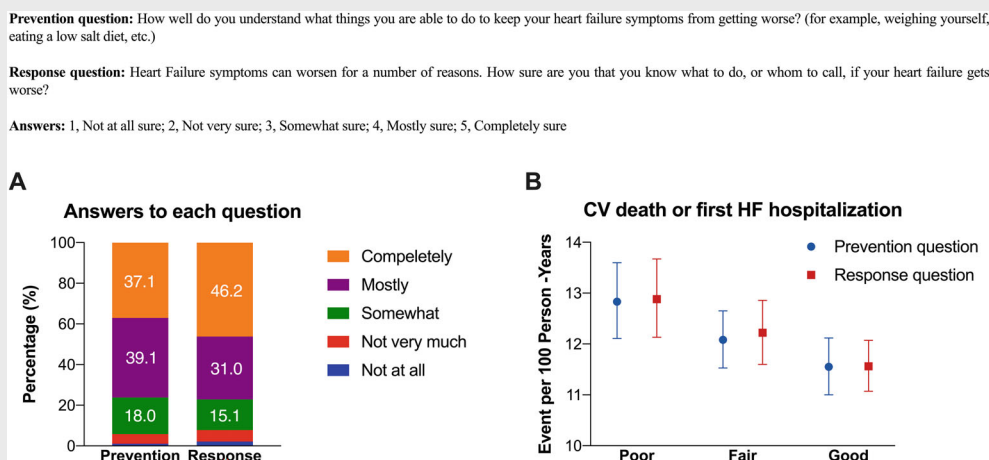 Prevention question: How well do you understand what things you are able to do to keep your heart failure symptoms from getting worse? (for example, weighing yourself,
eating a low salt diet, etc.)
Response question: Heart Failure symptoms can worsen for a number of reasons. How sure are you that you know what to do, or whom to call, if your heart failure gets
worse?
Answers: 1, Not at all sure; 2, Not very sure; 3, Somewhat sure; 4, Mostly sure; 5, Completely sure
A
Answers to each question
Percentage (%)
100
80
60
40
20
0
37.1
39.1
18.0
46.2
31.0
15.1
Prevention Response
Compeletely
Mostly
Somewhat
Not very much
Not at all
B
CV death or first HF hospitalization
Event per 100 Person -Years
14
13
12
11
10
Prevention question
Response question
Poor Fair Good